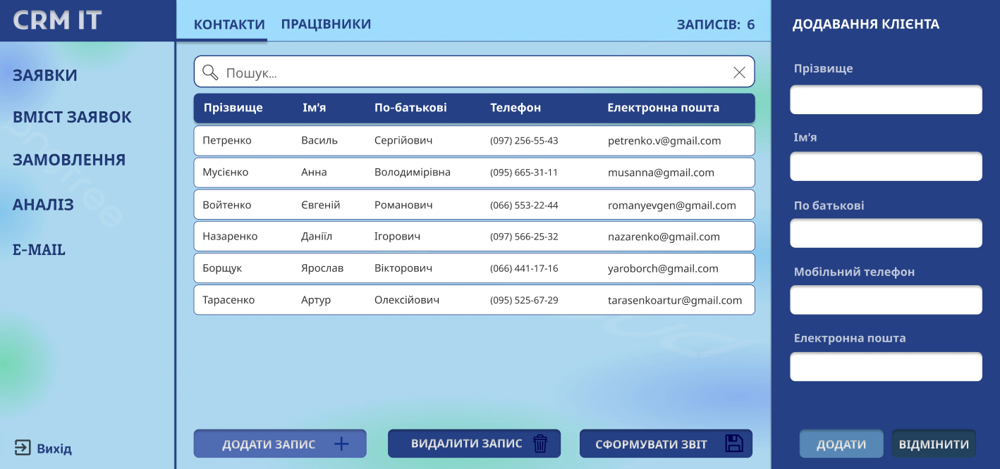 CRM IT
ЗАЯВКИ
ВМІСТ ЗАЯВОК
ЗАМОВЛЕННЯ
АНАЛІЗ
E-MAIL
Вихід
КОНТАКТИ ПРАЦІВНИКИ ЗАПИСІВ: 6
Пошук...
Прізвище Ім'я По-батькові Телефон Електронна пошта
Петренко Василь Сергійович (097) 256-55-43 petrenko.v@gmail.com
Мусієнко Анна Володимирівна (095) 665-31-11 musanna@gmail.com
Войтенко Євгеній Романович (066) 553-22-44 romanyevgen@gmail.com
Назаренко Даніїл Ігорович (097) 566-25-32 nazarenko@gmail.com
Борщук Ярослав Вікторович (066) 441-17-16 yaroborch@gmail.com
Тарасенко Артур Олексійович (095) 525-67-29 tarasenkoartur@gmail.com
ДОДАТИ ЗАПИС ВИДАЛИТИ ЗАПИС СФОРМУВАТИ ЗВІТ
ДОДАВАННЯ КЛІЄНТА
Прізвище
Ім'я
По батькові
Мобільний телефон
Електронна пошта
ДОДАТИ ВІДМІНИТИ